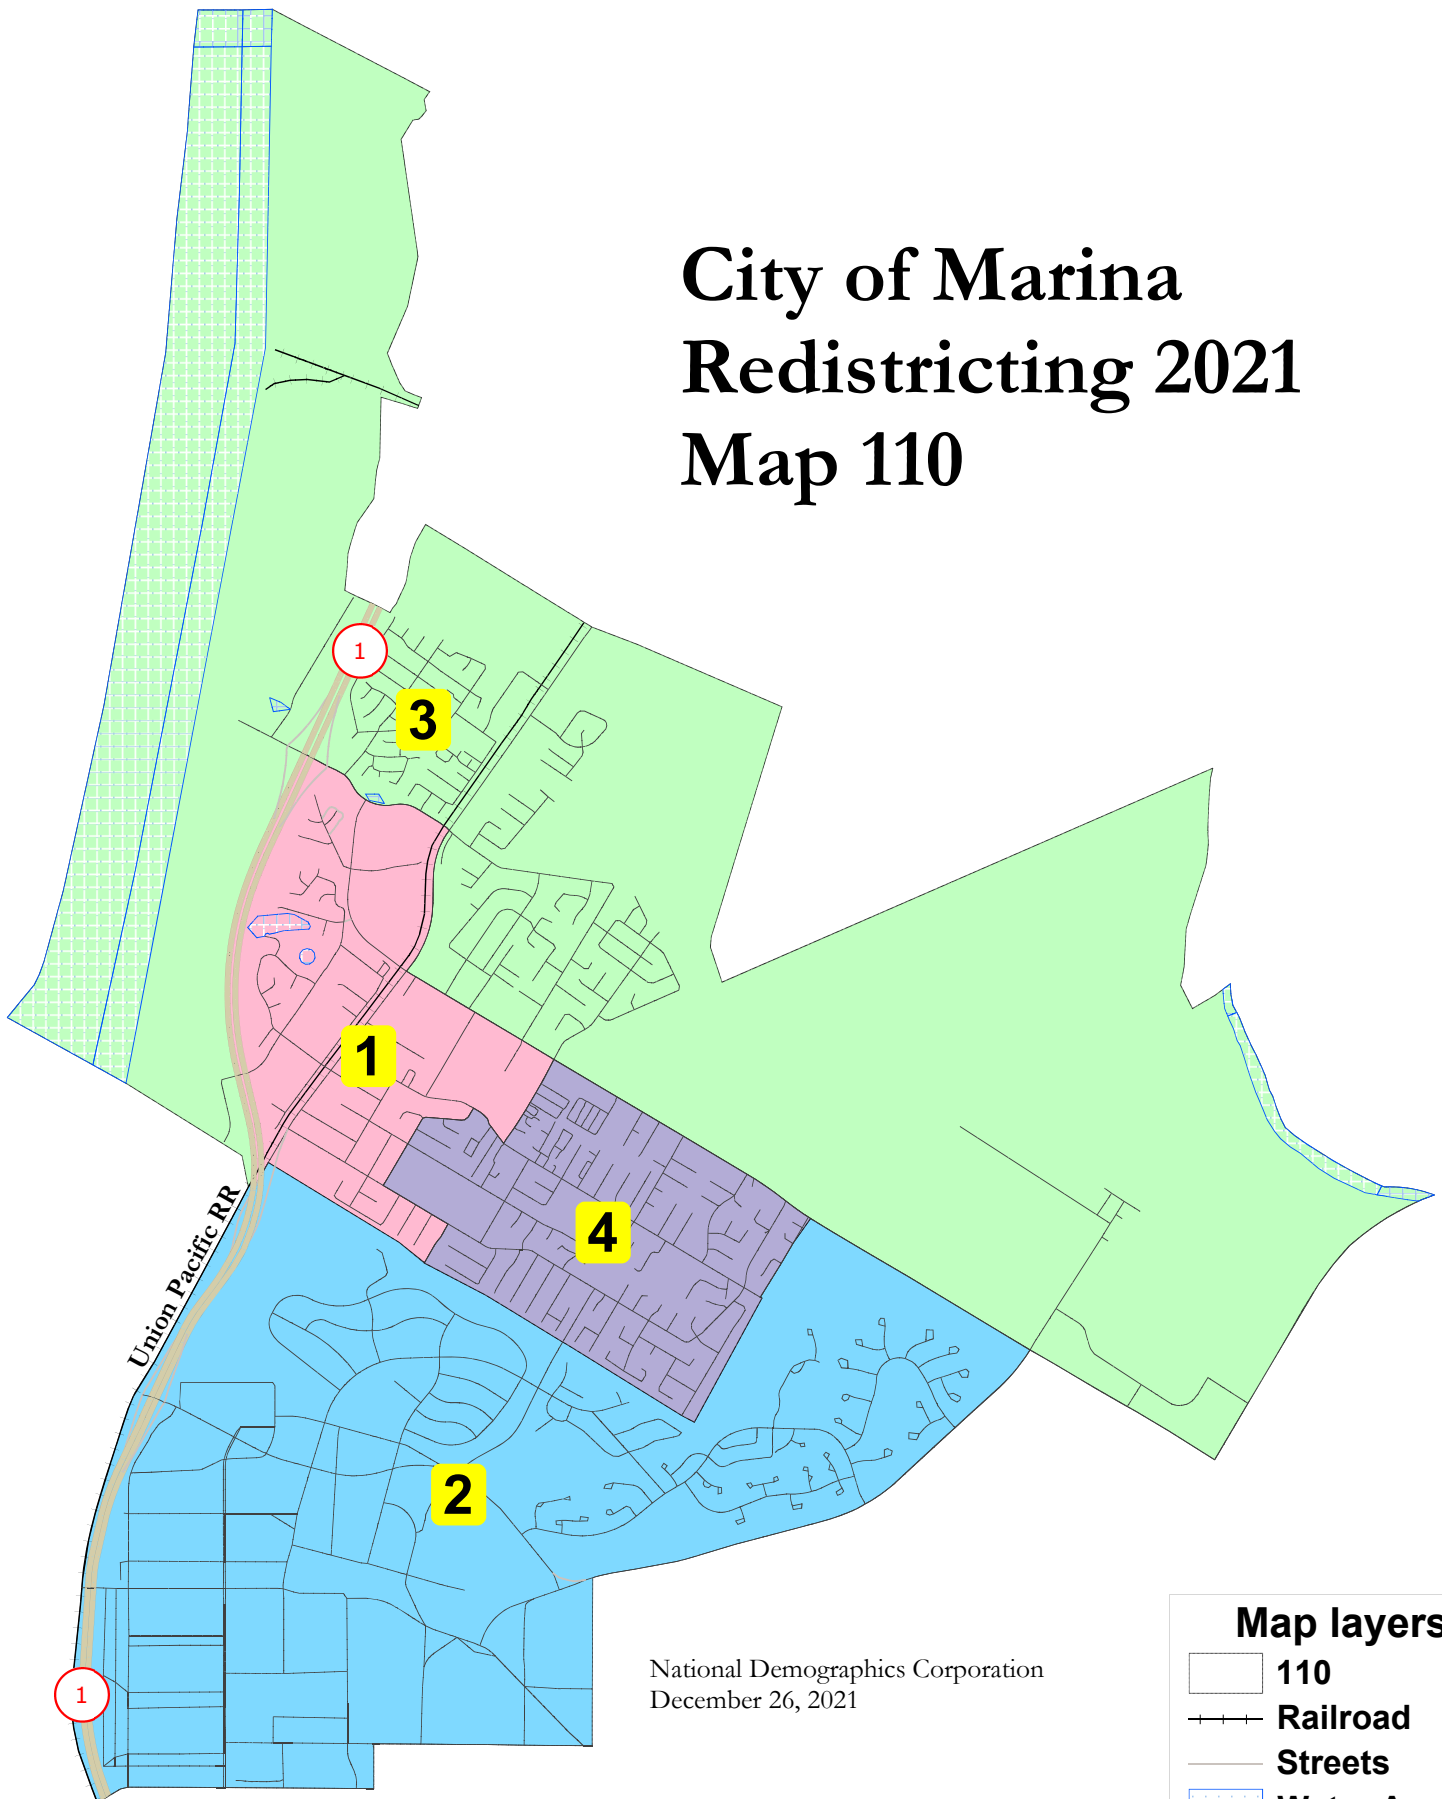 City of Marina
Redistricting 2021
Map 110
1
3
1
4
Union Pacific RR
2
1
National Demographics Corporation
December 26, 2021
Map layers
110
Railroad
Streets